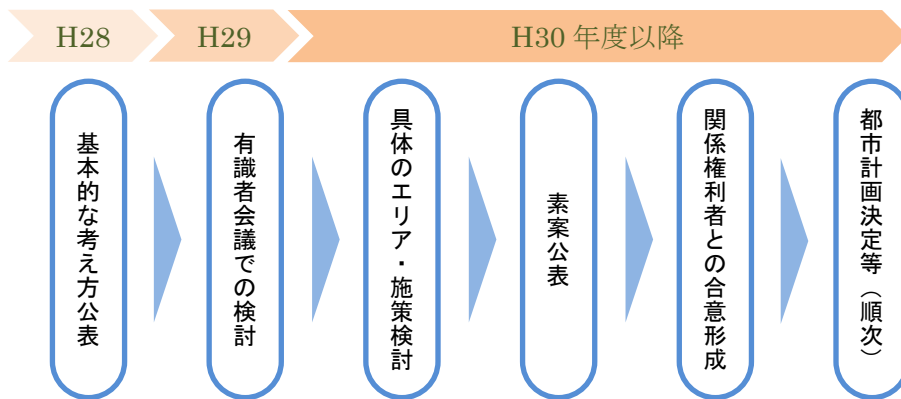 H28
H29
H30 年度以降
基本的な考え方公表
有識者会議での検討
具体のエリア・施策検討
素案公表
関係権利者との合意形成
都市計画決定等（順次）